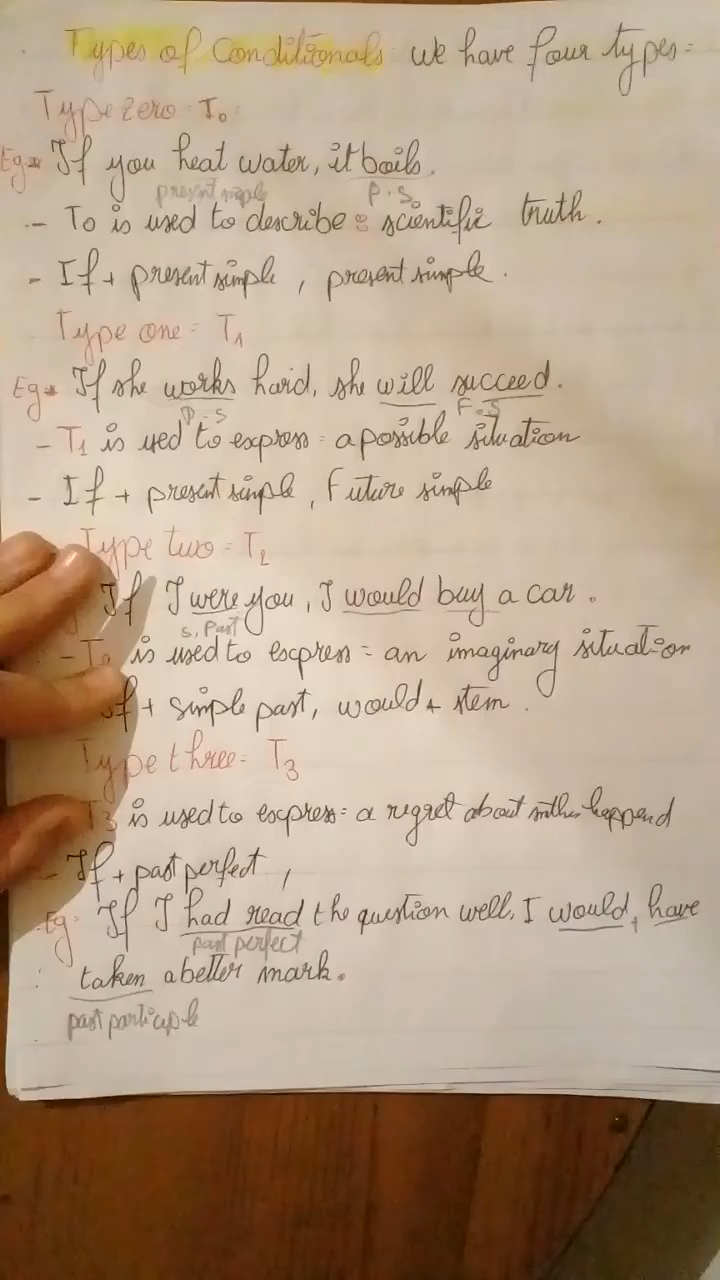 Types of Conditionals: we have four types=
Type zero = T0
Eg= If you heat water, it boils.
present simple P.S
- T0 is used to describe: scientific truth.
- If + present simple, present simple.
Type one = T1
Eg= If she works hard, she will succeed.
P.S F.S
- T1 is used to express= a possible situation
- If + present simple, Future simple
Type two = T2
If I were you, I would buy a car.
S. Past
- T2 is used to express= an imaginary situation
If + simple past, would + stem.
Type three= T3
T3 is used to express= a regret about happend
- If + past perfect,
Eg: If I had read the question well, I would + have
past perfect
taken a better mark.
past participle